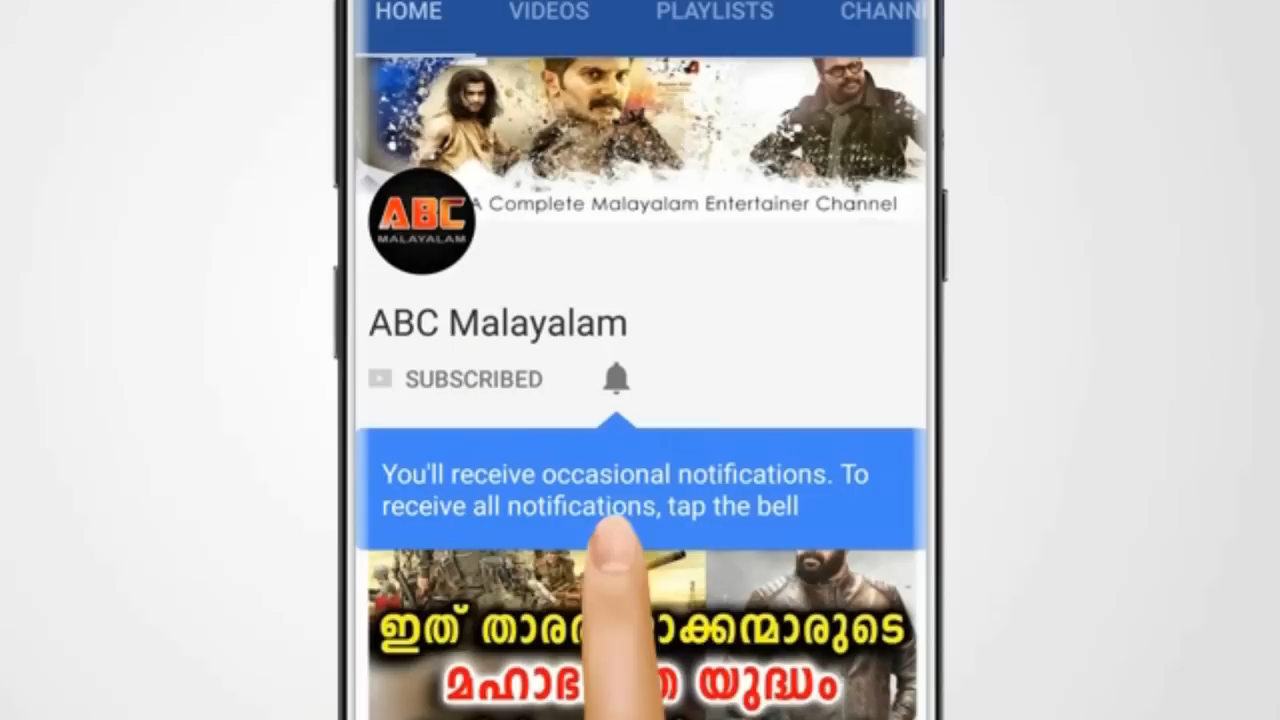 HOME VIDEOS PLAYLISTS CHANN
A Complete Malayalam Entertainer Channel
ABC
MALAYALAM
ABC Malayalam
SUBSCRIBED
You'll receive occasional notifications. To
receive all notifications, tap the bell
ഇത്
യുദ്ധം